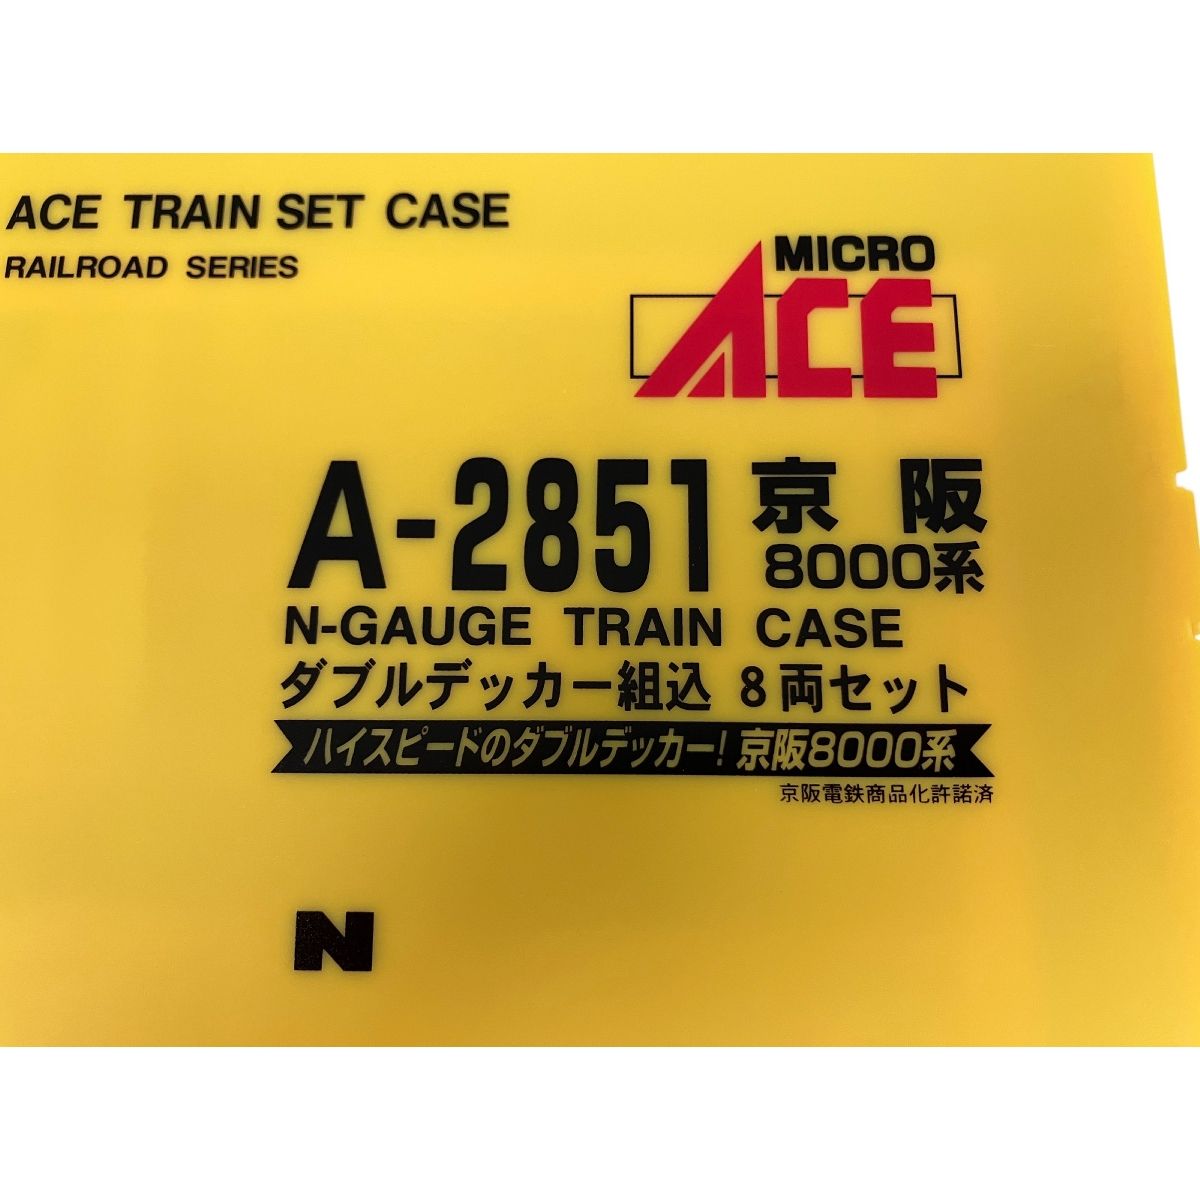 ACE TRAIN SET CASE
RAILROAD SERIES
MICRO
ACE
A-2851 京阪
8000系
N-GAUGE TRAIN CASE
ダブルデッカー組込 8両セット
ハイスピードのダブルデッカー! 京阪8000系
京阪電鉄商品化許諾済
N